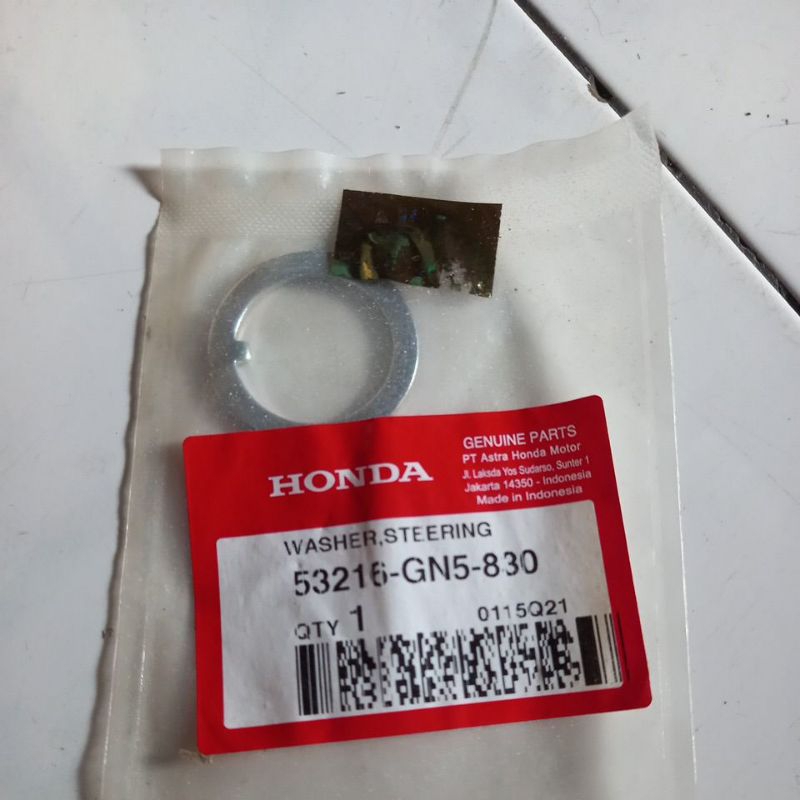 HONDA
GENUINE PARTS
PT Astra Honda Motor
Jl. Laksda Yos Sudarso, Sunter 1
Jakarta 14350 - Indonesia
Made in Indonesia
WASHER,STEERING
53216-GN5-830
QTY 1
0115Q21